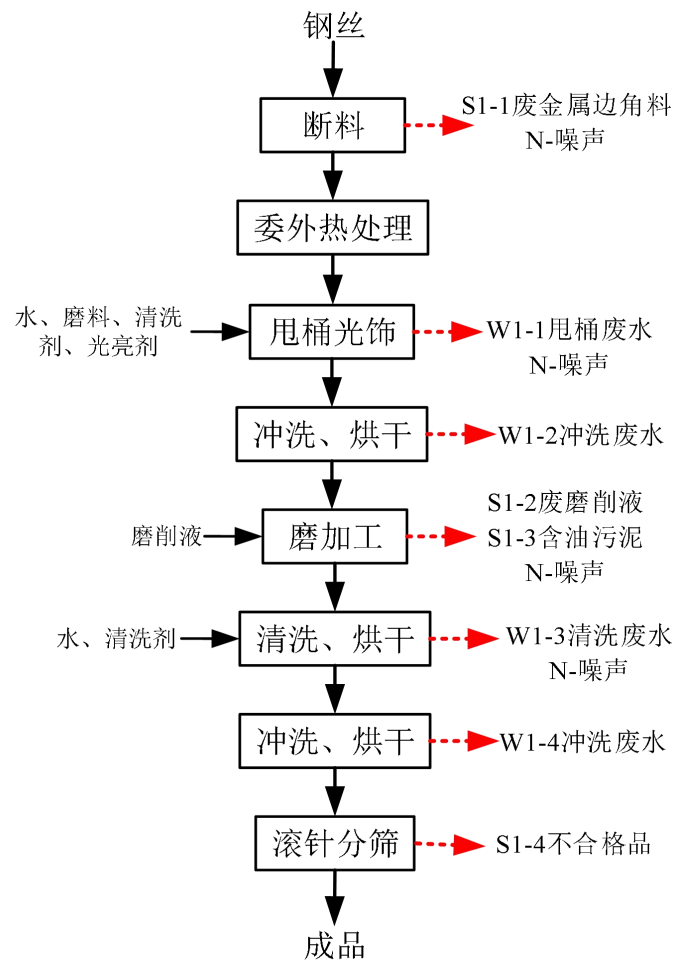 钢丝
断料
S1-1废金属边角料
N-噪声
委外热处理
水、磨料、清洗
剂、光亮剂
甩桶光饰
W1-1甩桶废水
N-噪声
冲洗、烘干
W1-2冲洗废水
磨削液
磨加工
S1-2废磨削液
S1-3含油污泥
N-噪声
水、清洗剂
清洗、烘干
W1-3清洗废水
N-噪声
冲洗、烘干
W1-4冲洗废水
滚针分筛
S1-4不合格品
成品